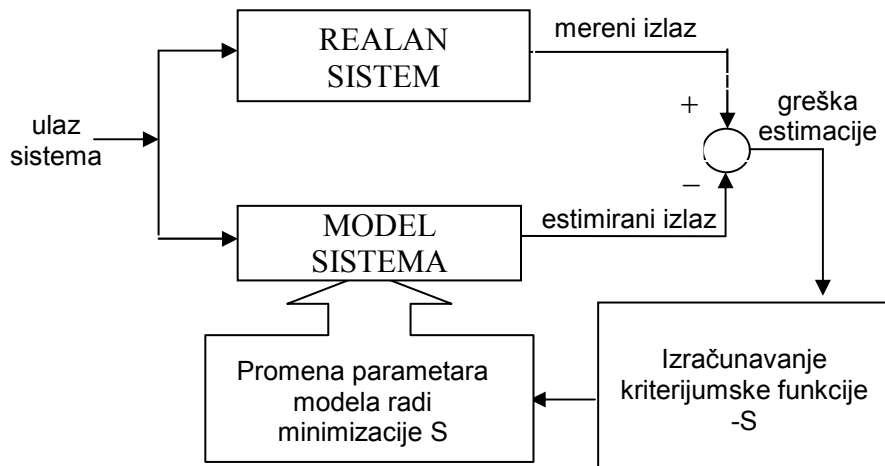 REALAN
SISTEM
mereni izlaz
+
greška
estimacije
ulaz
sistema
−
MODEL
SISTEMA
estimirani izlaz
Promena parametara
modela radi
minimizacije S
Izračunavanje
kriterijumske funkcije
-S